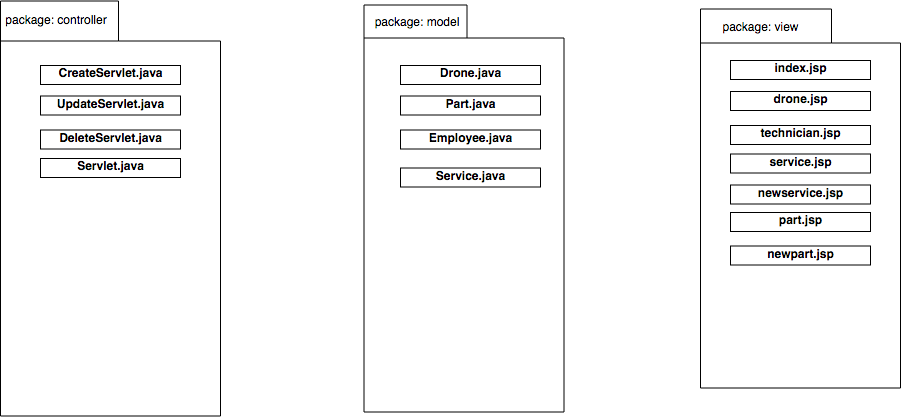 package: controller
CreateServlet.java
UpdateServlet.java
DeleteServlet.java
Servlet.java
package: model
Drone.java
Part.java
Employee.java
Service.java
package: view
index.jsp
drone.jsp
technician.jsp
service.jsp
newservice.jsp
part.jsp
newpart.jsp